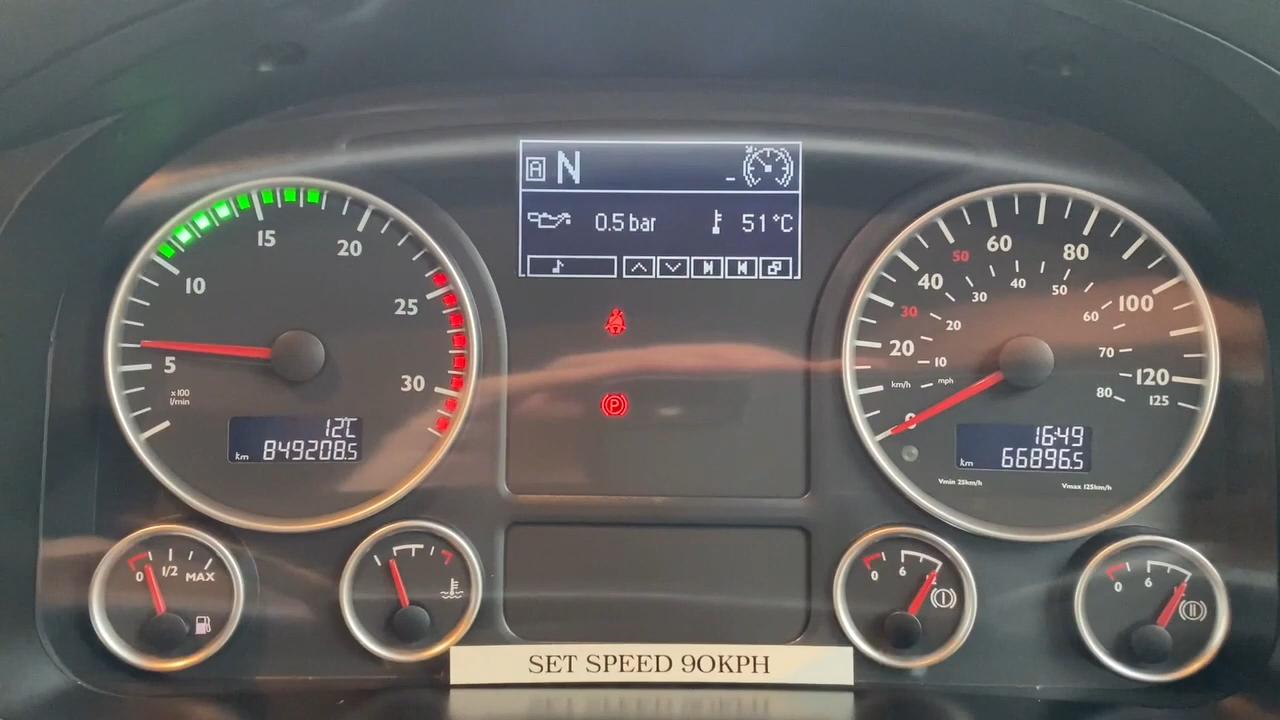 A N
-
0.5 bar 51°C
5
10
15
20
25
30
x100
l/min
12°C
km 849208.5
0
20
30
40
50
60
80
100
120
125
km/h
mph
10
20
30
40
50
60
70
80
16:49
km 66896.5
Vmin 25km/h
Vmax 125km/h
P
0 1/2 MAX
0 6
I
0 6
II
SET SPEED 90KPH